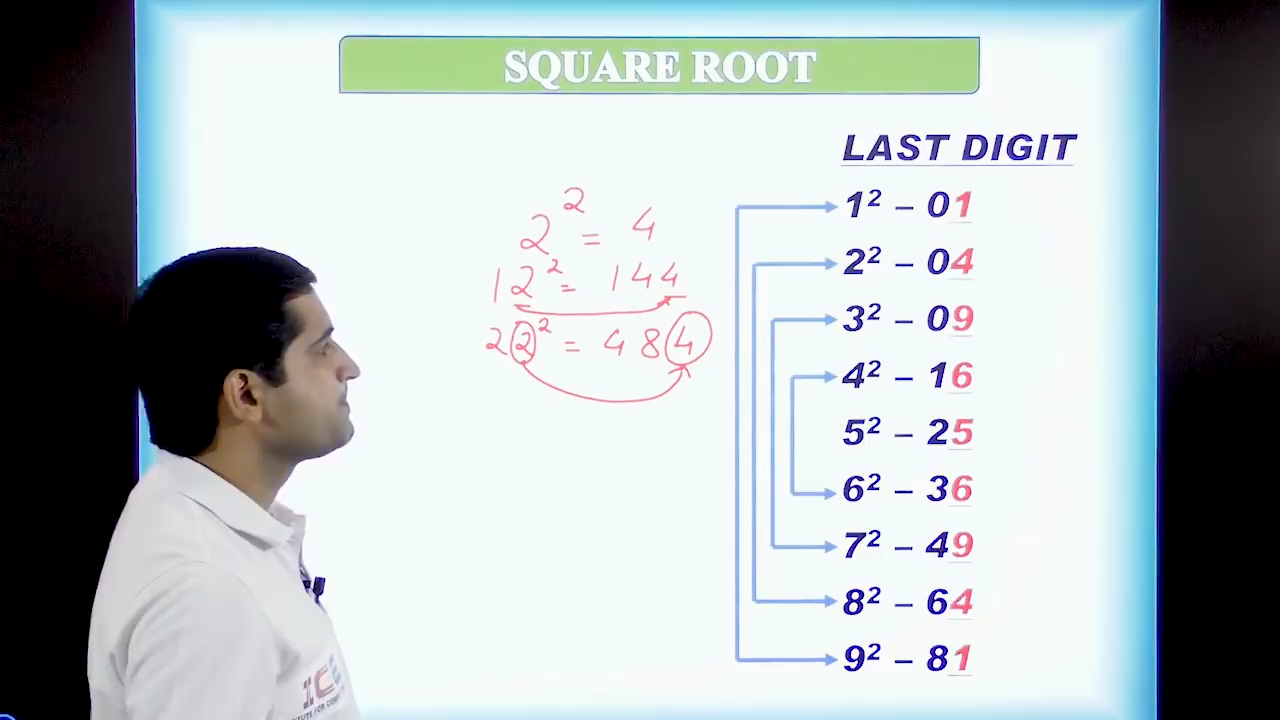 SQUARE ROOT
LAST DIGIT
2² = 4
12² = 144
22² = 484
1² – 01
2² – 04
3² – 09
4² – 16
5² – 25
6² – 36
7² – 49
8² – 64
9² – 81